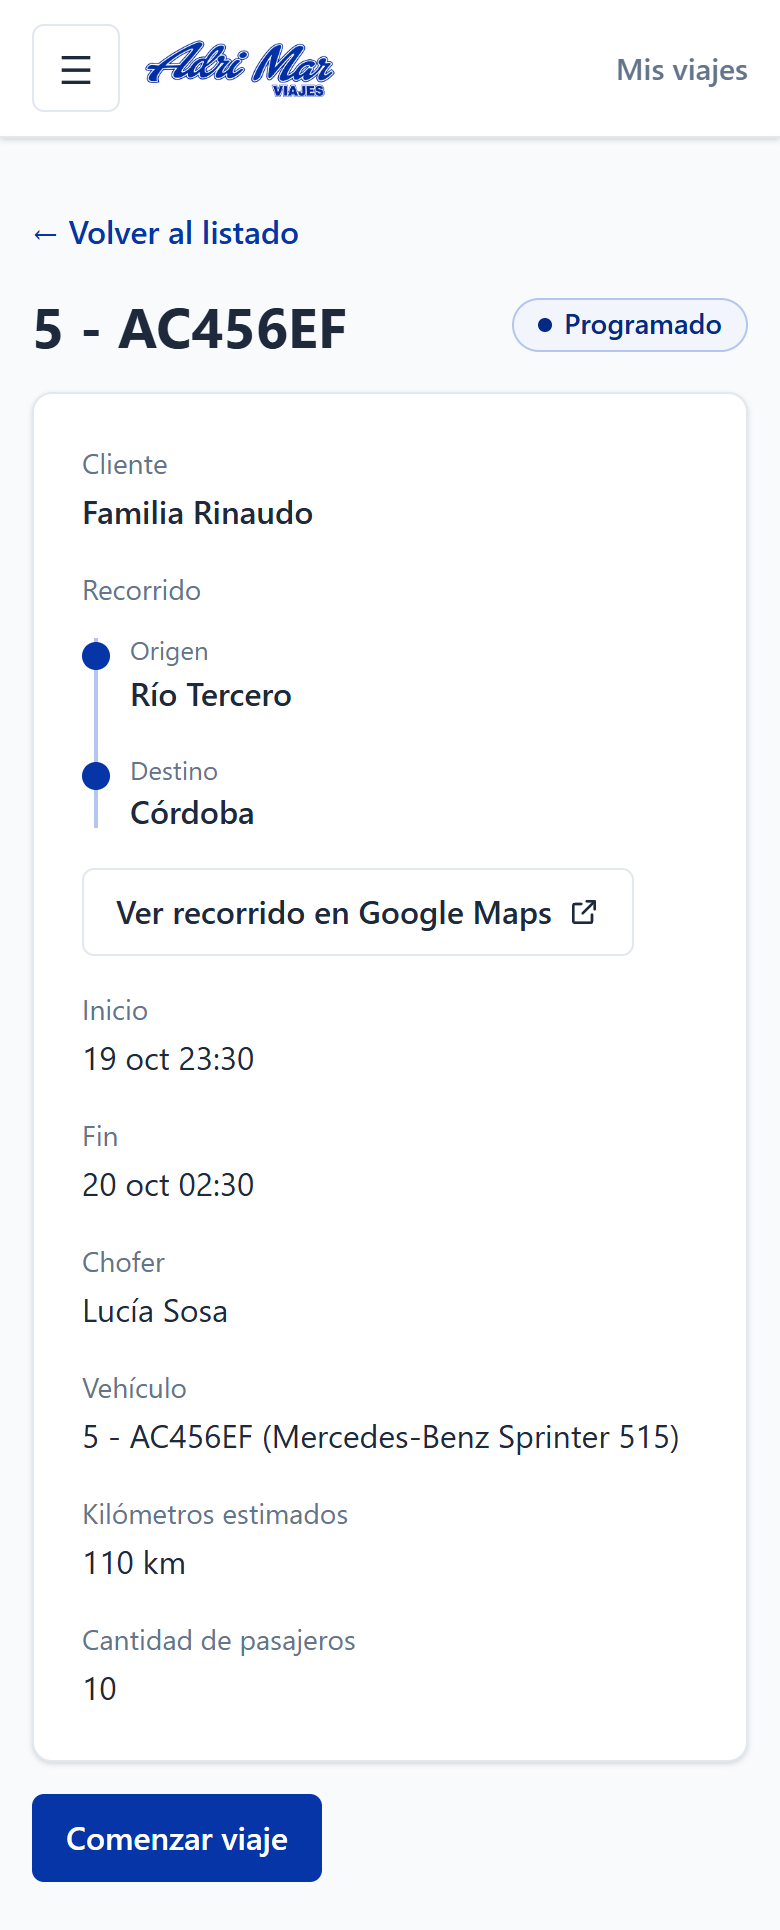 Adri Mar
VIAJES
Mis viajes
← Volver al listado
5 - AC456EF
Programado
Cliente
Familia Rinaudo
Recorrido
Origen
Río Tercero
Destino
Córdoba
Ver recorrido en Google Maps
Inicio
19 oct 23:30
Fin
20 oct 02:30
Chofer
Lucía Sosa
Vehículo
5 - AC456EF (Mercedes-Benz Sprinter 515)
Kilómetros estimados
110 km
Cantidad de pasajeros
10
Comenzar viaje